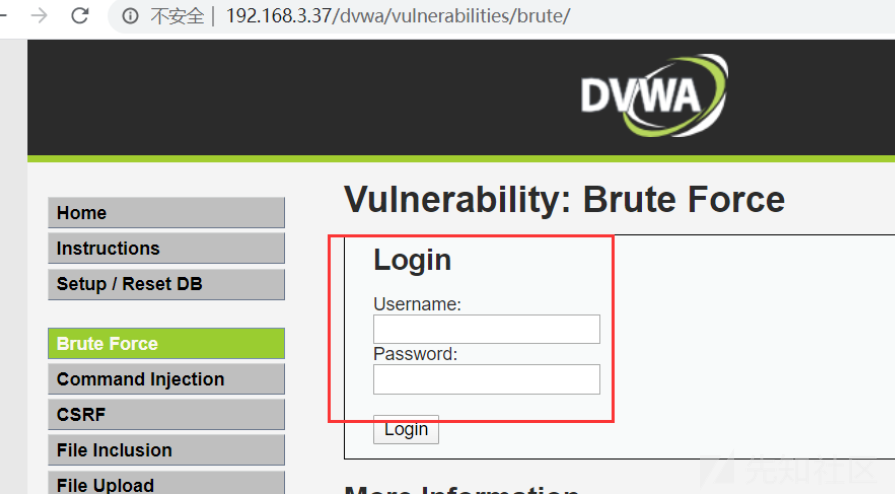 不安全 | 192.168.3.37/dvwa/vulnerabilities/brute/
DVWA
Vulnerability: Brute Force
Home
Instructions
Setup / Reset DB
Brute Force
Command Injection
CSRF
File Inclusion
File Upload
Login
Username:
Password:
Login
More Information
先知社区